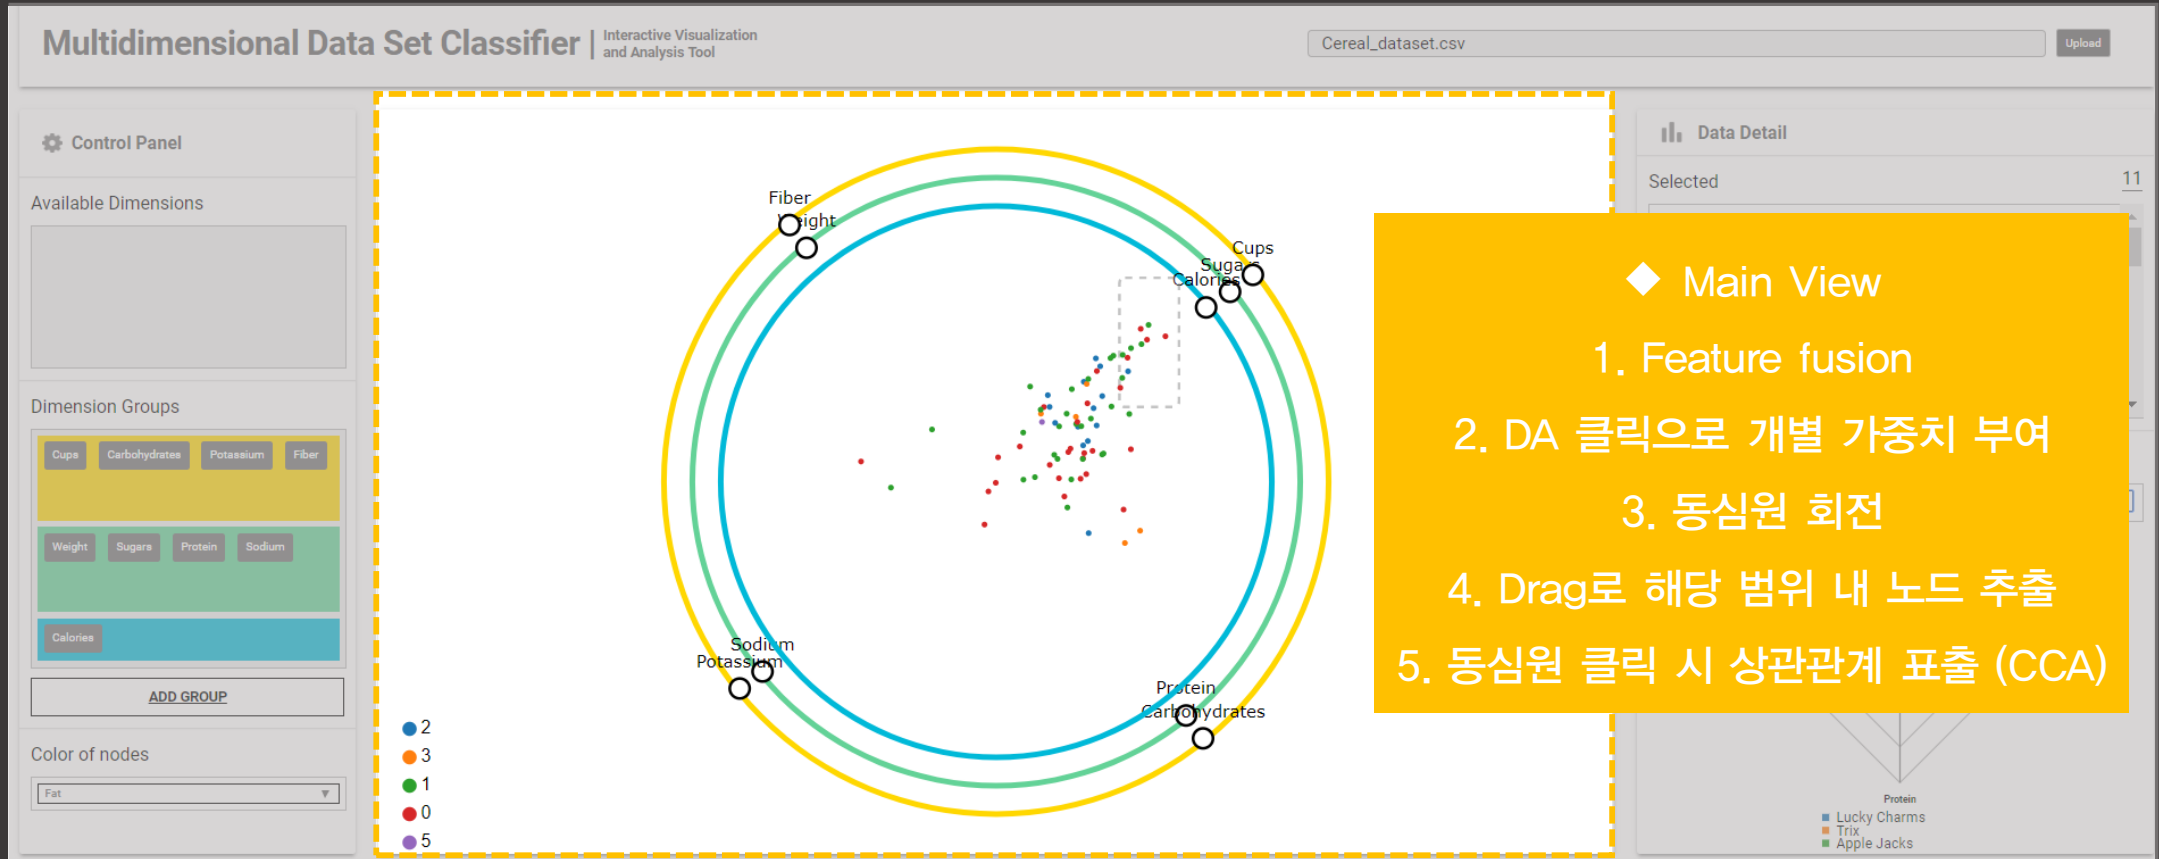 Multidimensional Data Set Classifier | Interactive Visualization
and Analysis Tool
Cereal_dataset.csv
Upload
Control Panel
Available Dimensions
Dimension Groups
Cups Carbohydrates Potassium Fiber
Weight Sugars Protein Sodium
Calories
ADD GROUP
Color of nodes
Fat
Fiber
Weight
Cups
Sugars
Calories
Sodium
Potassium
Protein
Carbohydrates
2
3
1
0
5
Data Detail
Selected 11
◆ Main View
1. Feature fusion
2. DA 클릭으로 개별 가중치 부여
3. 동심원 회전
4. Drag로 해당 범위 내 노드 추출
5. 동심원 클릭 시 상관관계 표출 (CCA)
Protein
Lucky Charms
Trix
Apple Jacks